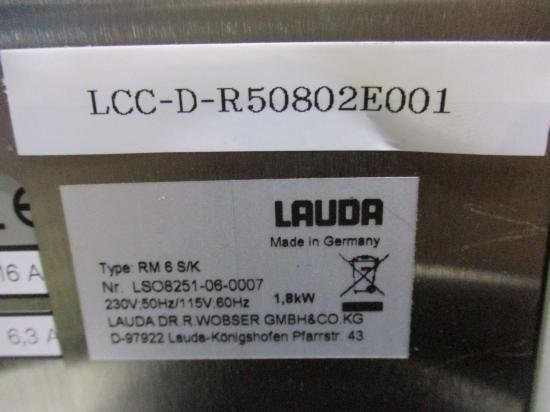 LCC-D-R50802E001
LAUDA
Made in Germany
Type: RM 6 S/K
Nr. LSO8251-06-0007
230V;50Hz/115V;60Hz 1,8kW
LAUDA DR.R.WOBSER GMBH&CO.KG
D-97922 Lauda-Königshofen Pfarrstr. 43
16 A
6,3 A